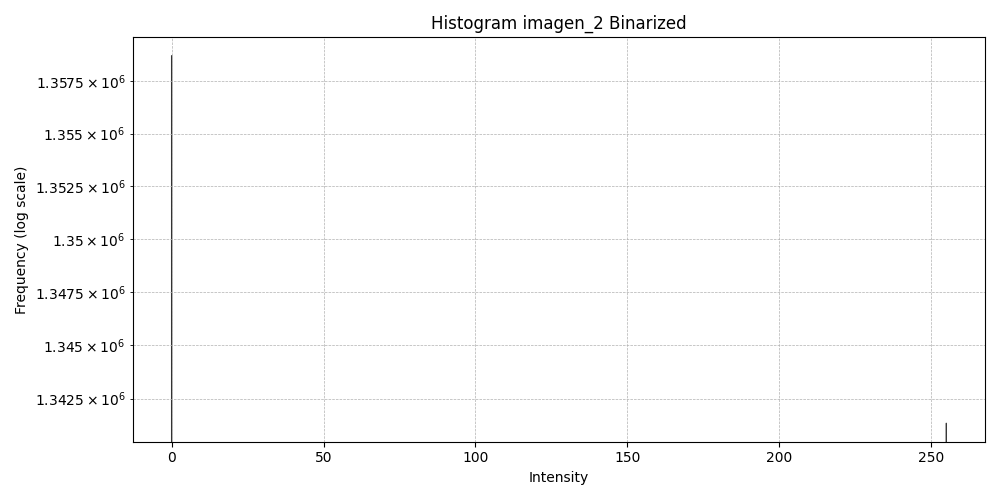 Histogram imagen_2 Binarized
Frequency (log scale)
1.3575 × 10⁶
1.355 × 10⁶
1.3525 × 10⁶
1.35 × 10⁶
1.3475 × 10⁶
1.345 × 10⁶
1.3425 × 10⁶
0 50 100 150 200 250
Intensity